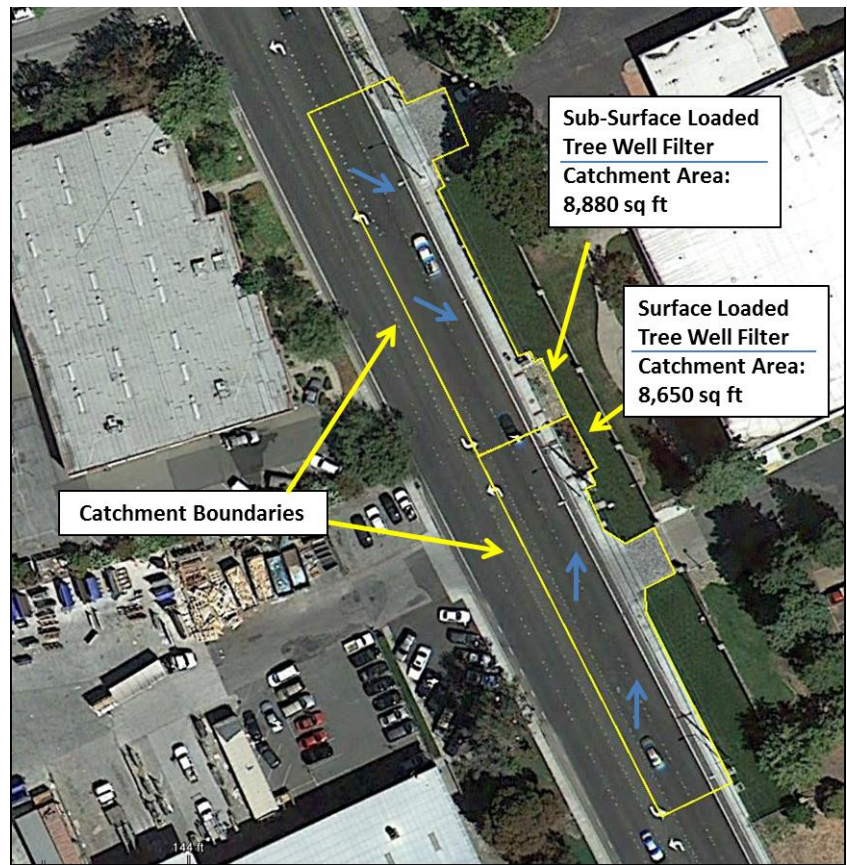 Sub-Surface Loaded
Tree Well Filter
Catchment Area:
8,880 sq ft
Surface Loaded
Tree Well Filter
Catchment Area:
8,650 sq ft
Catchment Boundaries
144 ft